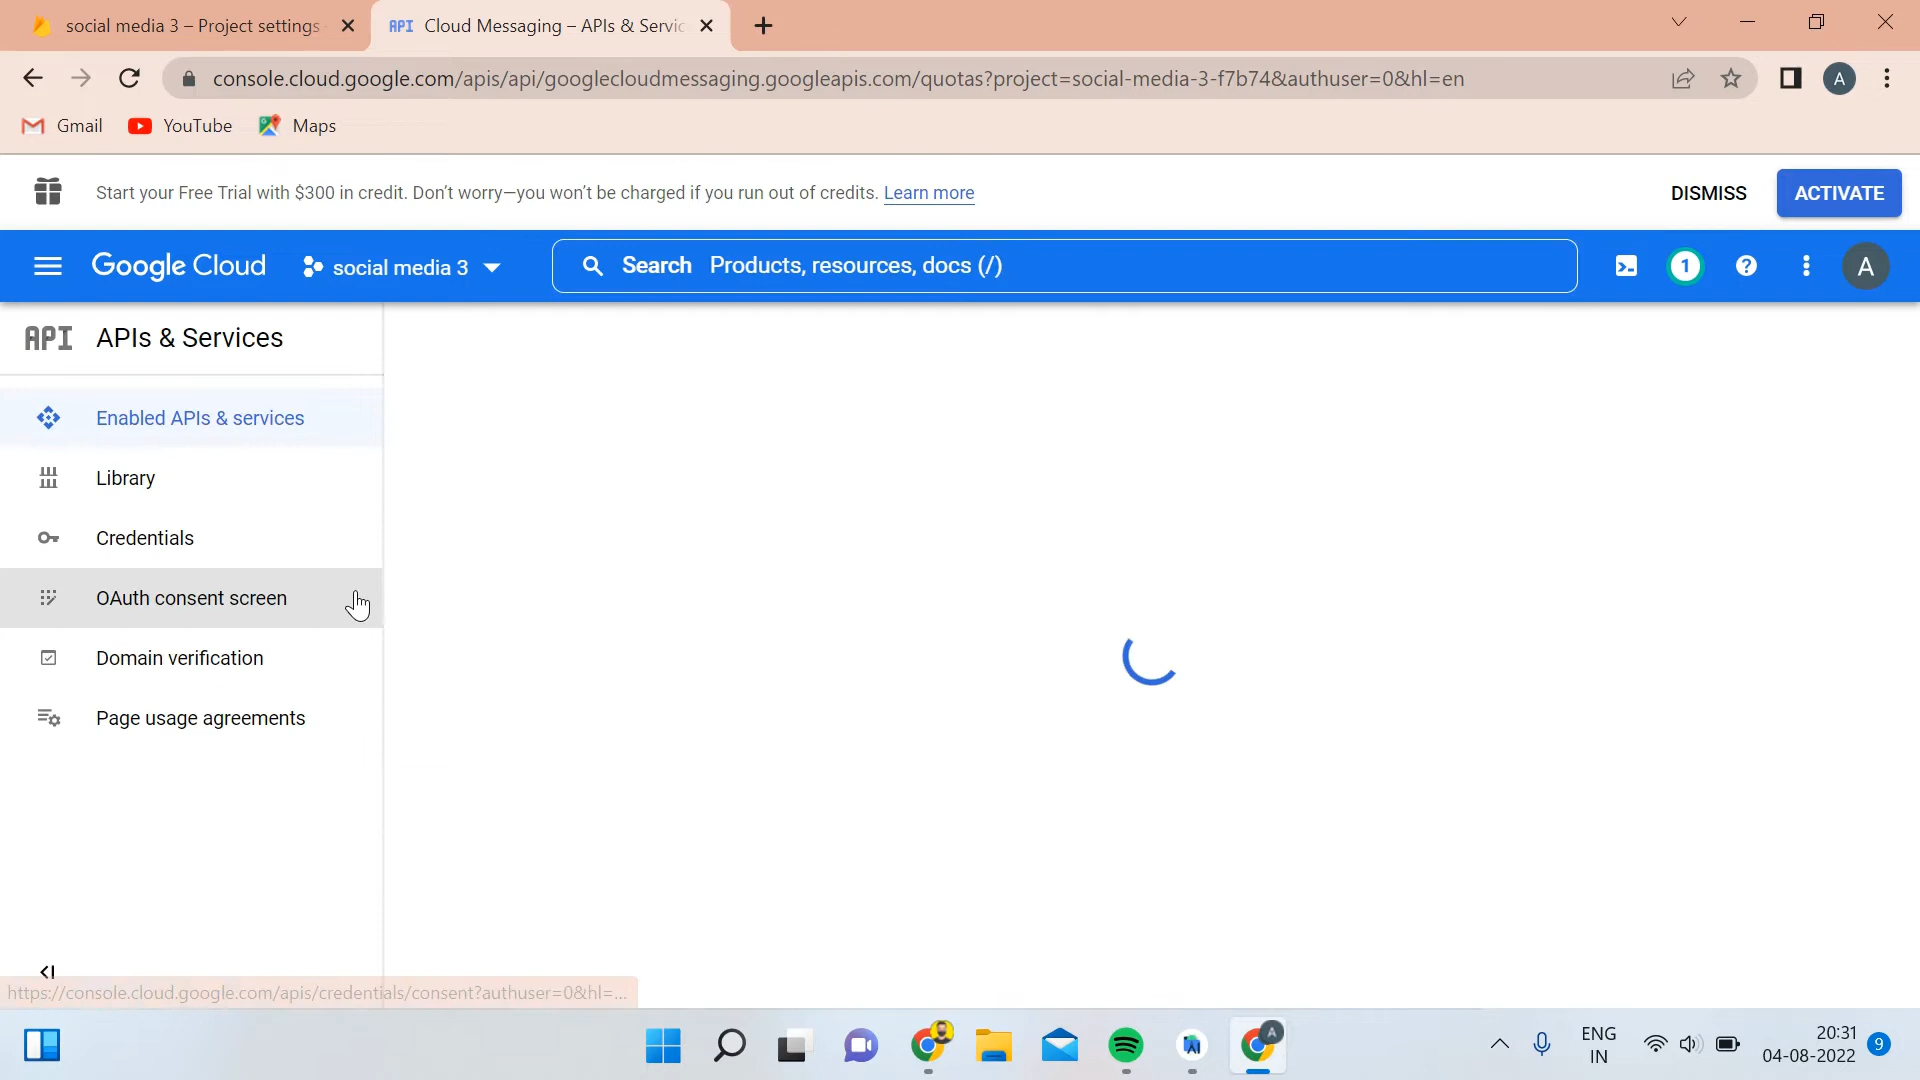 social media 3 – Project settings
API Cloud Messaging – APIs & Servic
console.cloud.google.com/apis/api/googlecloudmessaging.googleapis.com/quotas?project=social-media-3-f7b74&authuser=0&hl=en
A
Gmail YouTube Maps
Start your Free Trial with $300 in credit. Don't worry—you won't be charged if you run out of credits. Learn more
DISMISS
ACTIVATE
Google Cloud
social media 3
Search Products, resources, docs (/)
1
A
API APIs & Services
Enabled APIs & services
Library
Credentials
OAuth consent screen
Domain verification
Page usage agreements
https://console.cloud.google.com/apis/credentials/consent?authuser=0&hl=...
A
ENG
IN
20:31
04-08-2022
9